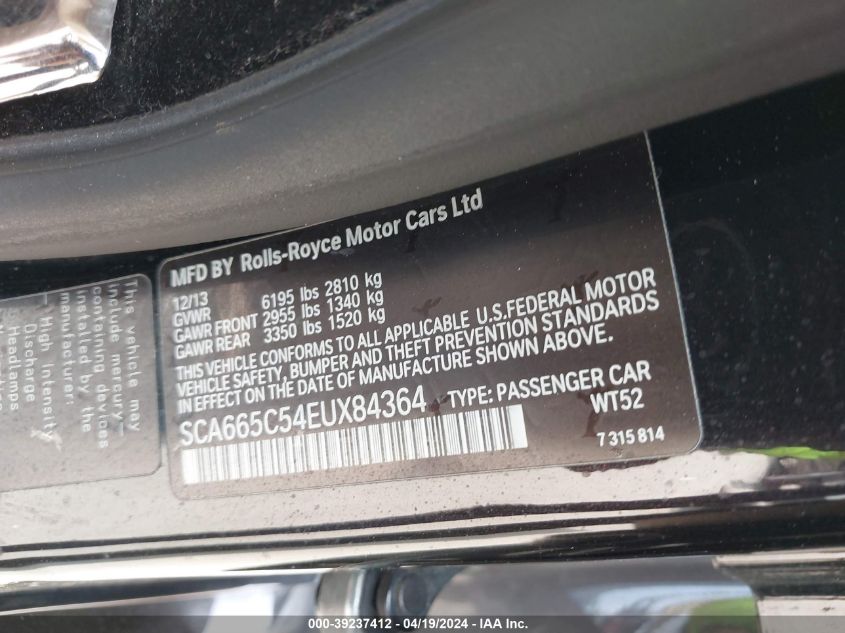 MFD BY Rolls-Royce Motor Cars Ltd
12/13
GVWR 6195 lbs 2810 kg
GAWR FRONT 2955 lbs 1340 kg
GAWR REAR 3350 lbs 1520 kg
THIS VEHICLE CONFORMS TO ALL APPLICABLE U.S.FEDERAL MOTOR
VEHICLE SAFETY, BUMPER AND THEFT PREVENTION STANDARDS
IN EFFECT ON THE DATE OF MANUFACTURE SHOWN ABOVE.
SCA665C54EUX84364 TYPE: PASSENGER CAR
WT52
7 315 814
This vehicle may
include mercury-
containing devices
installed by the
manufacturer:
- High Intensity
Discharge
Headlamps
000-39237412 - 04/19/2024 - IAA Inc.